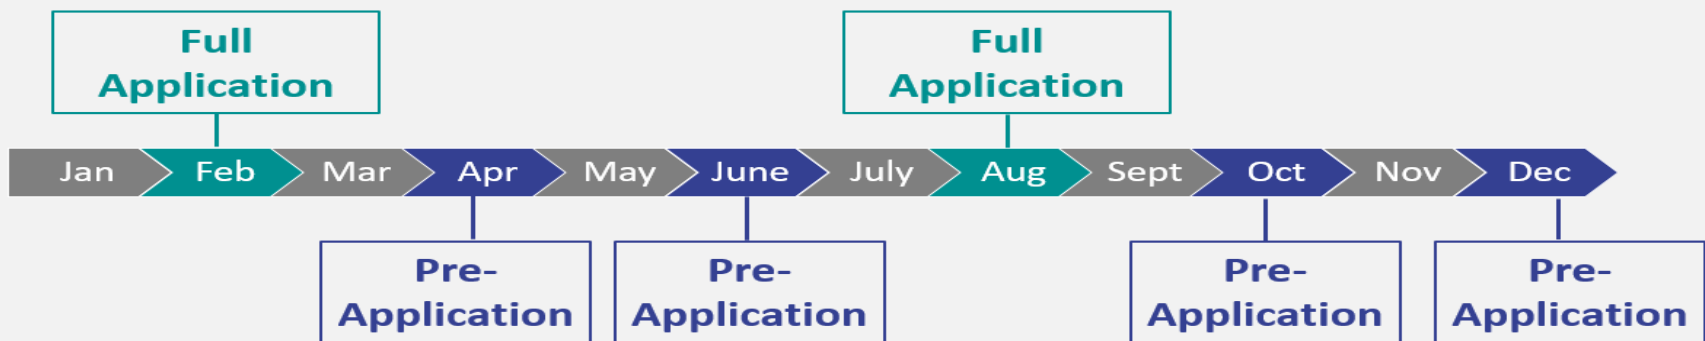 Full
Application
Full
Application
Jan Feb Mar Apr May June July Aug Sept Oct Nov Dec
Pre-
Application
Pre-
Application
Pre-
Application
Pre-
Application